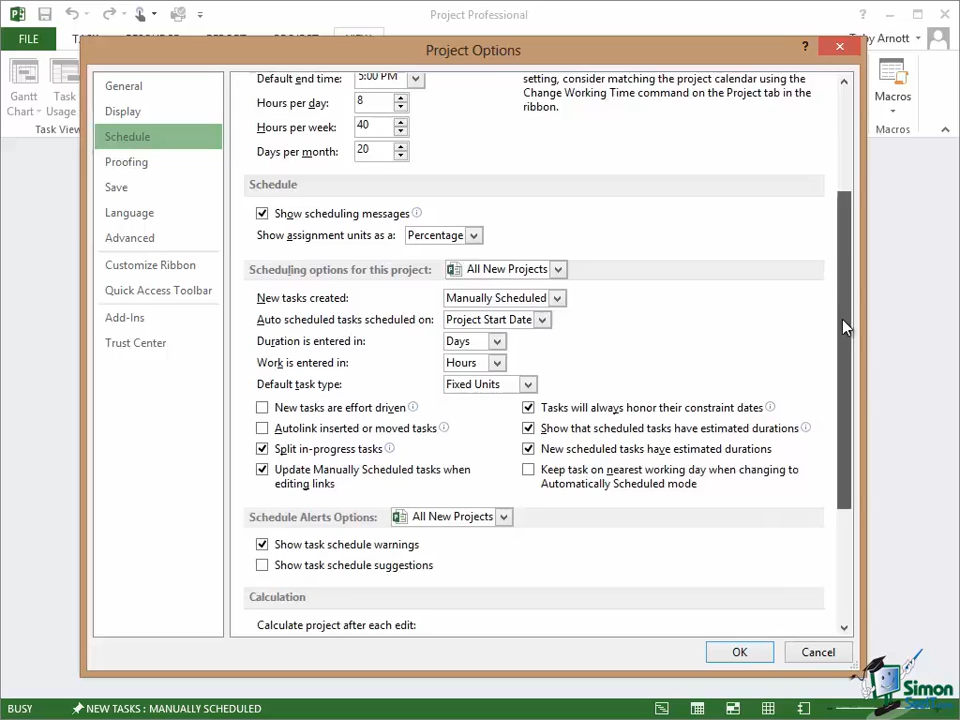 Project Professional
FILE
Toby Arnott
Project Options
Gantt
Chart
Task
Usage
Task View
Macros
Macros
General
Display
Schedule
Proofing
Save
Language
Advanced
Customize Ribbon
Quick Access Toolbar
Add-Ins
Trust Center
Default end time: 5:00 PM
Hours per day: 8
Hours per week: 40
Days per month: 20
setting, consider matching the project calendar using the
Change Working Time command on the Project tab in the
ribbon.
Schedule
Show scheduling messages
Show assignment units as a: Percentage
Scheduling options for this project: All New Projects
New tasks created: Manually Scheduled
Auto scheduled tasks scheduled on: Project Start Date
Duration is entered in: Days
Work is entered in: Hours
Default task type: Fixed Units
New tasks are effort driven
Autolink inserted or moved tasks
Split in-progress tasks
Update Manually Scheduled tasks when
editing links
Tasks will always honor their constraint dates
Show that scheduled tasks have estimated durations
New scheduled tasks have estimated durations
Keep task on nearest working day when changing to
Automatically Scheduled mode
Schedule Alerts Options: All New Projects
Show task schedule warnings
Show task schedule suggestions
Calculation
Calculate project after each edit:
OK
Cancel
BUSY
NEW TASKS : MANUALLY SCHEDULED
Simon